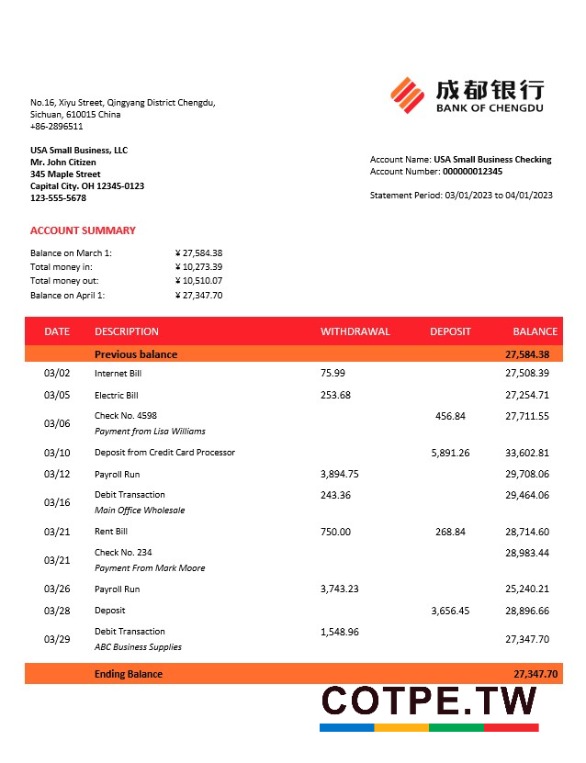 成都银行
BANK OF CHENGDU
No.16, Xiyu Street, Qingyang District Chengdu,
Sichuan, 610015 China
+86-2896511
USA Small Business, LLC
Mr. John Citizen
345 Maple Street
Capital City. OH 12345-0123
123-555-5678
Account Name: USA Small Business Checking
Account Number: 000000012345
Statement Period: 03/01/2023 to 04/01/2023
ACCOUNT SUMMARY
Balance on March 1: ¥ 27,584.38
Total money in: ¥ 10,273.39
Total money out: ¥ 10,510.07
Balance on April 1: ¥ 27,347.70
DATE DESCRIPTION WITHDRAWAL DEPOSIT BALANCE
Previous balance 27,584.38
03/02 Internet Bill 75.99 27,508.39
03/05 Electric Bill 253.68 27,254.71
03/06 Check No. 4598 456.84 27,711.55
Payment from Lisa Williams
03/10 Deposit from Credit Card Processor 5,891.26 33,602.81
03/12 Payroll Run 3,894.75 29,708.06
03/16 Debit Transaction 243.36 29,464.06
Main Office Wholesale
03/21 Rent Bill 750.00 268.84 28,714.60
03/21 Check No. 234 28,983.44
Payment From Mark Moore
03/26 Payroll Run 3,743.23 25,240.21
03/28 Deposit 3,656.45 28,896.66
03/29 Debit Transaction 1,548.96 27,347.70
ABC Business Supplies
Ending Balance 27,347.70
COTPE.TW